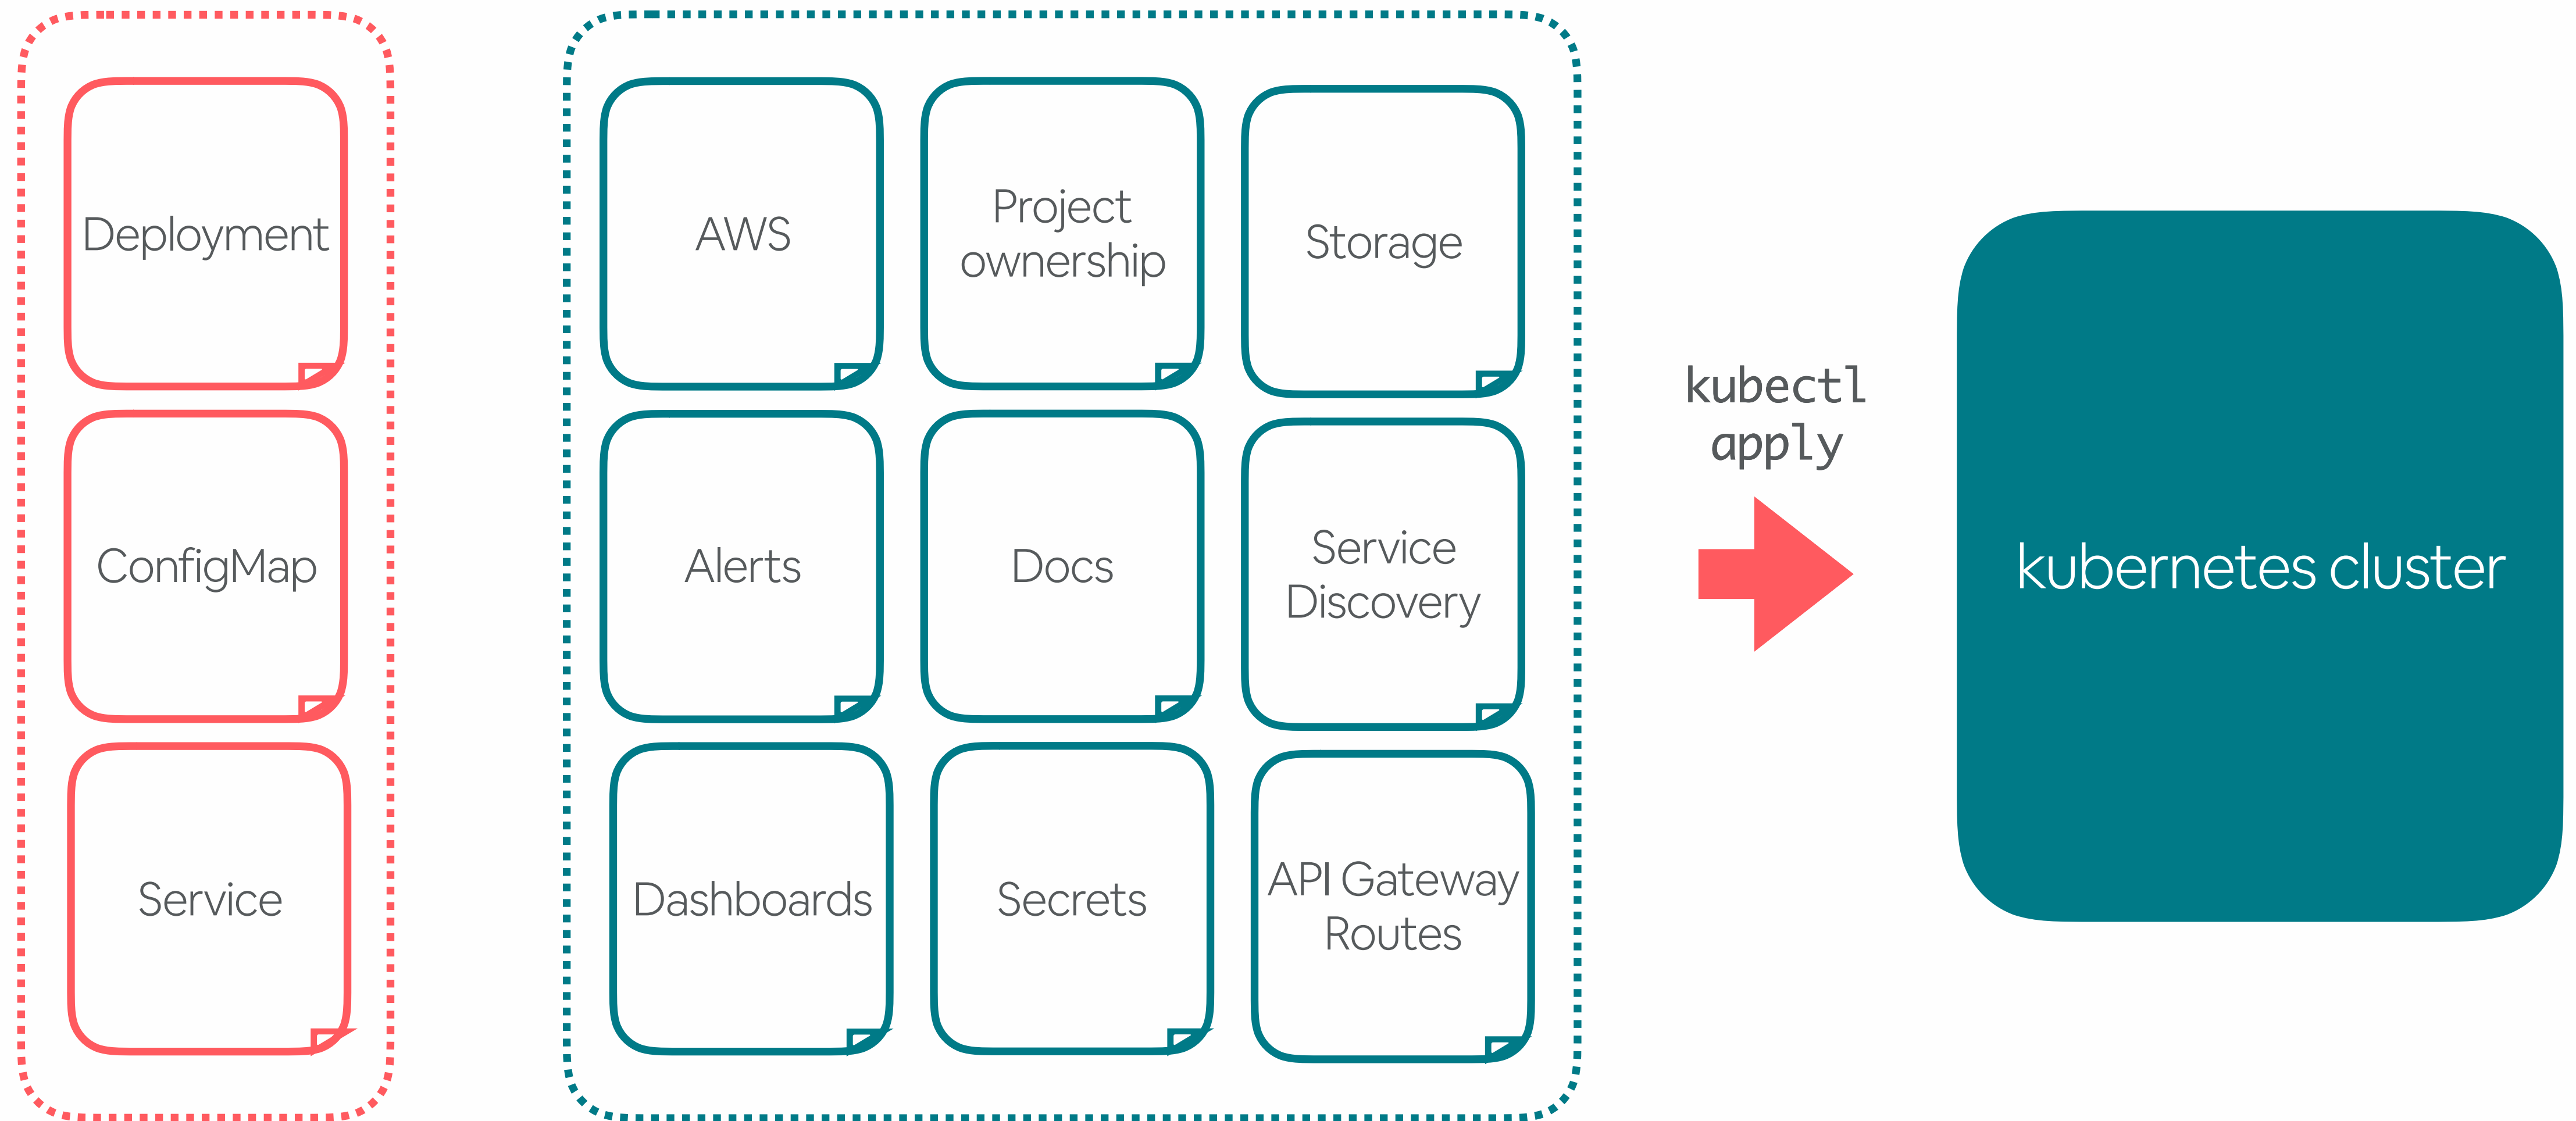 Deployment
ConfigMap
Service
AWS
Project
ownership
Storage
Alerts
Docs
Service
Discovery
Dashboards
Secrets
API Gateway
Routes
kubectl
apply
kubernetes cluster